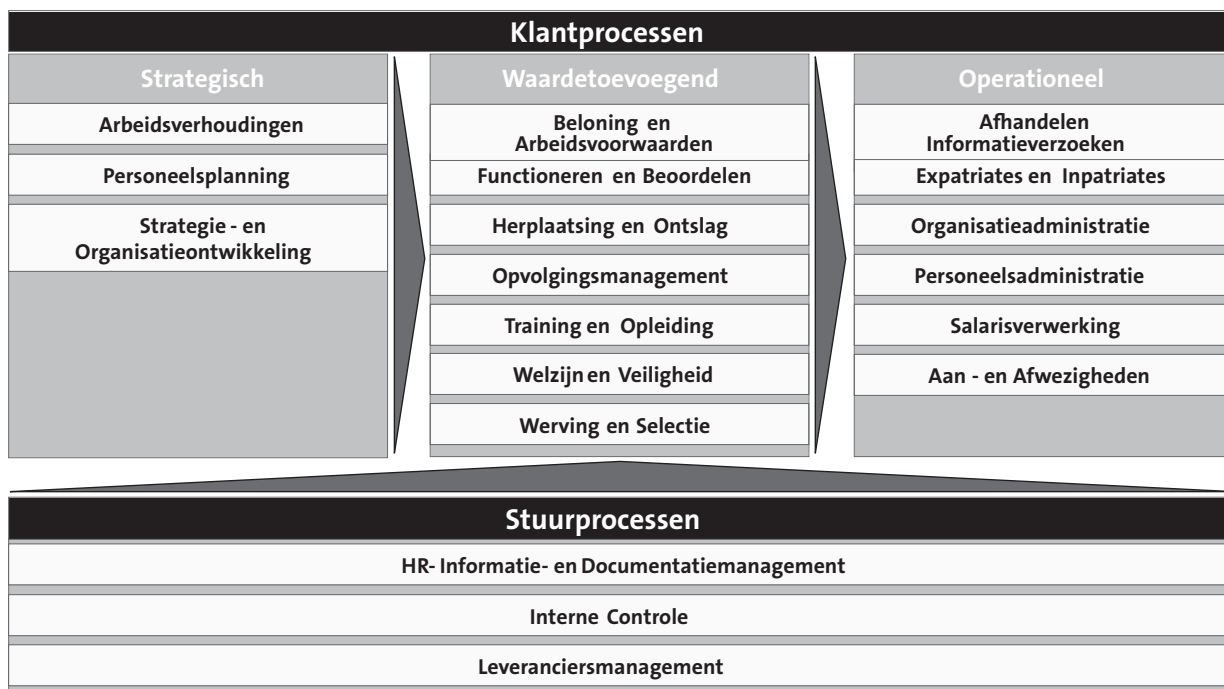 Klantprocessen
Strategisch
Arbeidsverhoudingen
Personeelsplanning
Strategie - en
Organisatieontwikkeling
Waardetoevoegend
Beloning en
Arbeidsvoorwaarden
Functioneren en Beoordelen
Herplaatsing en Ontslag
Opvolgingsmanagement
Training en Opleiding
Welzijn en Veiligheid
Werving en Selectie
Operationeel
Afhandelen
Informatieverzoeken
Expatriates en Inpatriates
Organisatieadministratie
Personeelsadministratie
Salarisverwerking
Aan - en Afwezigheden
Stuurprocessen
HR- Informatie- en Documentatiemanagement
Interne Controle
Leveranciersmanagement